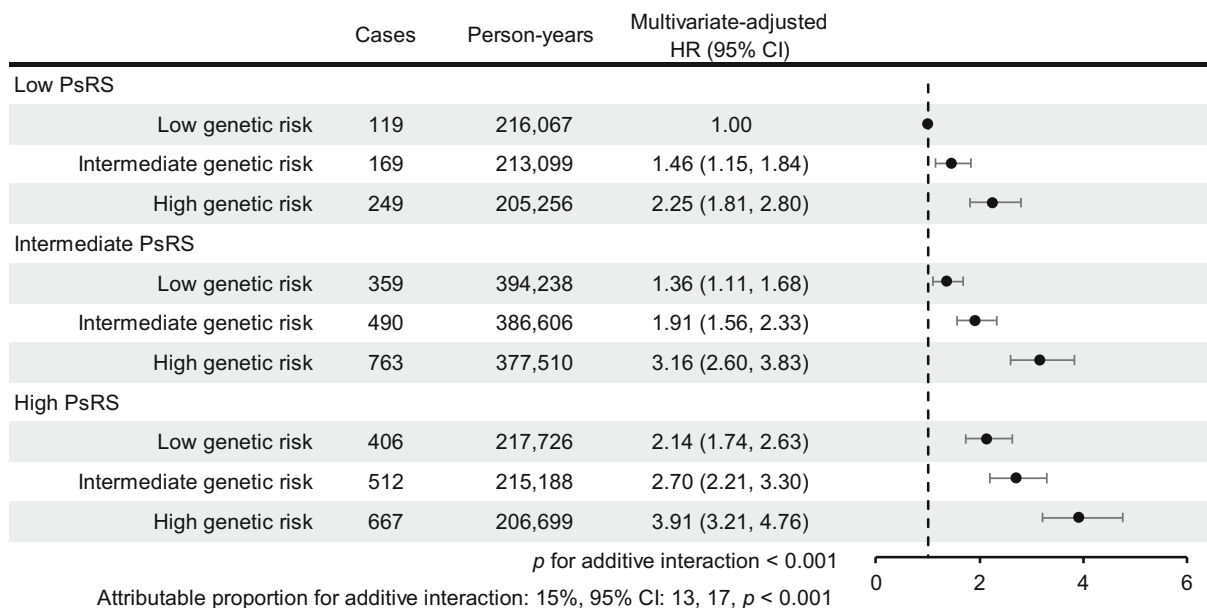 Cases Person-years Multivariate-adjusted HR (95% CI)
Low PsRS
Low genetic risk 119 216,067 1.00
Intermediate genetic risk 169 213,099 1.46 (1.15, 1.84)
High genetic risk 249 205,256 2.25 (1.81, 2.80)
Intermediate PsRS
Low genetic risk 359 394,238 1.36 (1.11, 1.68)
Intermediate genetic risk 490 386,606 1.91 (1.56, 2.33)
High genetic risk 763 377,510 3.16 (2.60, 3.83)
High PsRS
Low genetic risk 406 217,726 2.14 (1.74, 2.63)
Intermediate genetic risk 512 215,188 2.70 (2.21, 3.30)
High genetic risk 667 206,699 3.91 (3.21, 4.76)
p for additive interaction < 0.001
0 2 4 6
Attributable proportion for additive interaction: 15%, 95% CI: 13, 17, p < 0.001